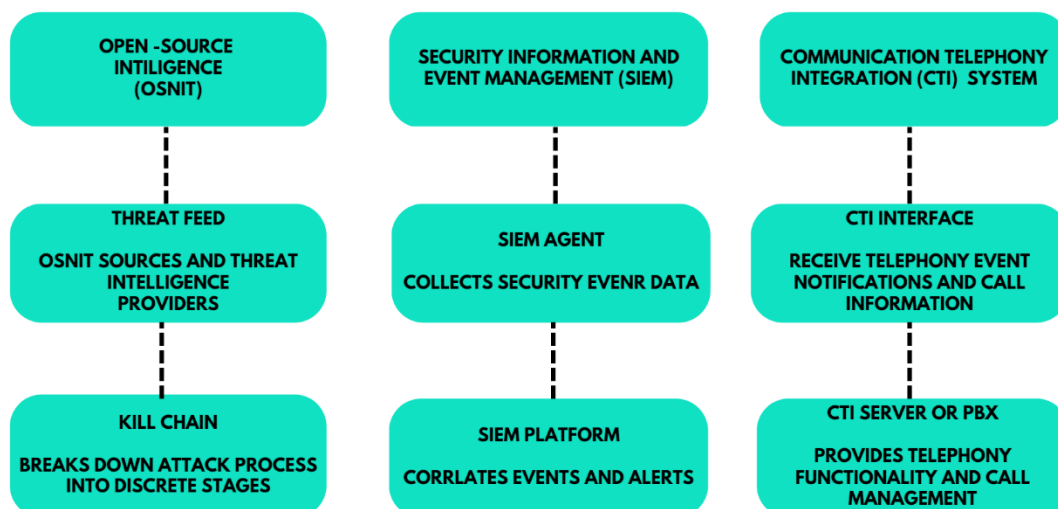 OPEN -SOURCE
INTILIGENCE
(OSNIT)
SECURITY INFORMATION AND
EVENT MANAGEMENT (SIEM)
COMMUNICATION TELEPHONY
INTEGRATION (CTI) SYSTEM
THREAT FEED
OSNIT SOURCES AND THREAT
INTELLIGENCE
PROVIDERS
SIEM AGENT
COLLECTS SECURITY EVENR DATA
CTI INTERFACE
RECEIVE TELEPHONY EVENT
NOTIFICATIONS AND CALL
INFORMATION
KILL CHAIN
BREAKS DOWN ATTACK PROCESS
INTO DISCRETE STAGES
SIEM PLATFORM
CORRLATES EVENTS AND ALERTS
CTI SERVER OR PBX
PROVIDES TELEPHONY
FUNCTIONALITY AND CALL
MANAGEMENT